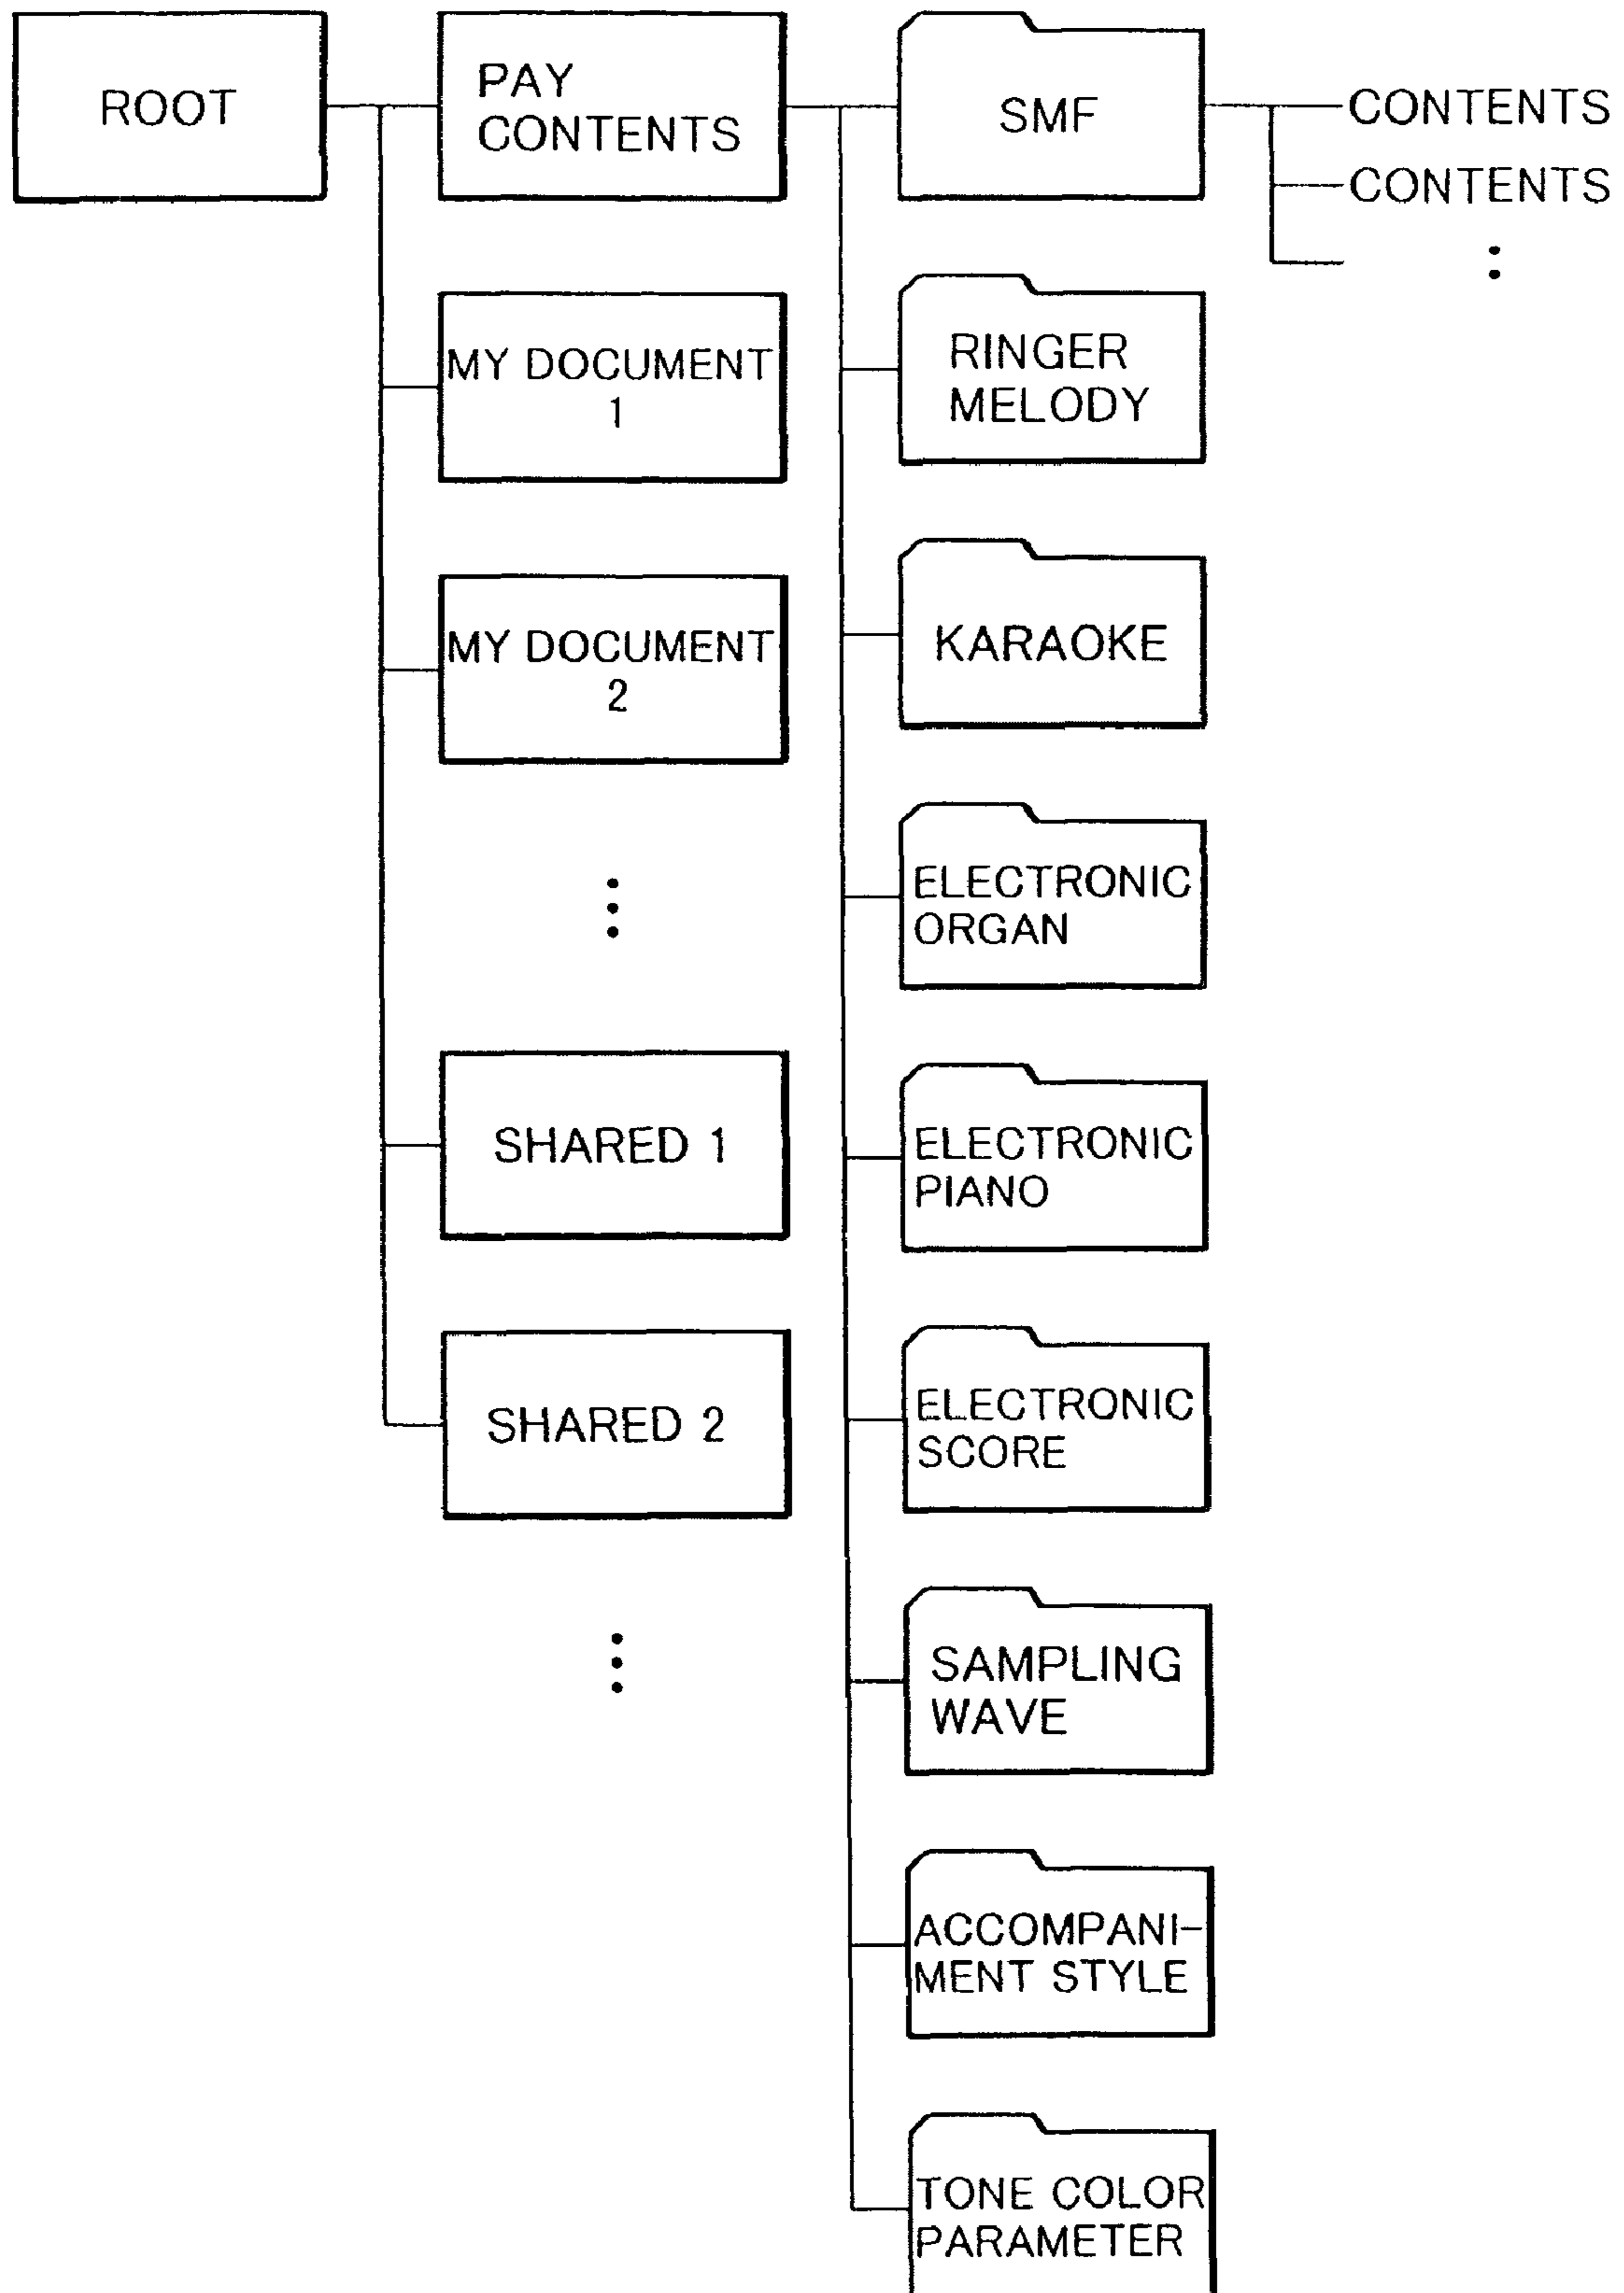 ROOT
PAY
CONTENTS
MY DOCUMENT
1
MY DOCUMENT
2
SHARED 1
SHARED 2
SMF
RINGER
MELODY
KARAOKE
ELECTRONIC
ORGAN
ELECTRONIC
PIANO
ELECTRONIC
SCORE
SAMPLING
WAVE
ACCOMPANI-
MENT STYLE
TONE COLOR
PARAMETER
CONTENTS
CONTENTS